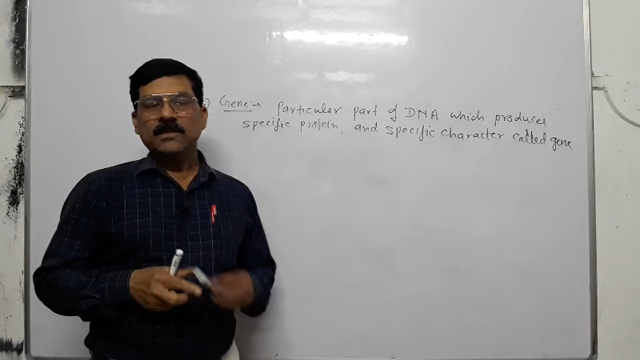 ) Gene → Particular part of DNA which produces
specific protein, and specific character called gene